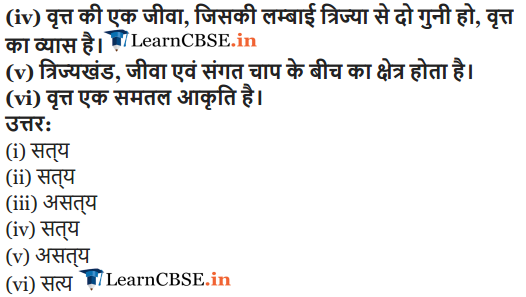 (iv) वृत्त की एक जीवा, जिसकी लम्बाई त्रिज्या से दो गुनी हो, वृत्त
का व्यास है। LearnCBSE.in
(v) त्रिज्यखंड, जीवा एवं संगत चाप के बीच का क्षेत्र होता है।
(vi) वृत्त एक समतल आकृति है।
उत्तर:
(i) सत्य
(ii) सत्य
(iii) असत्य
(iv) सत्य
(v) असत्य
(vi) सत्य LearnCBSE.in